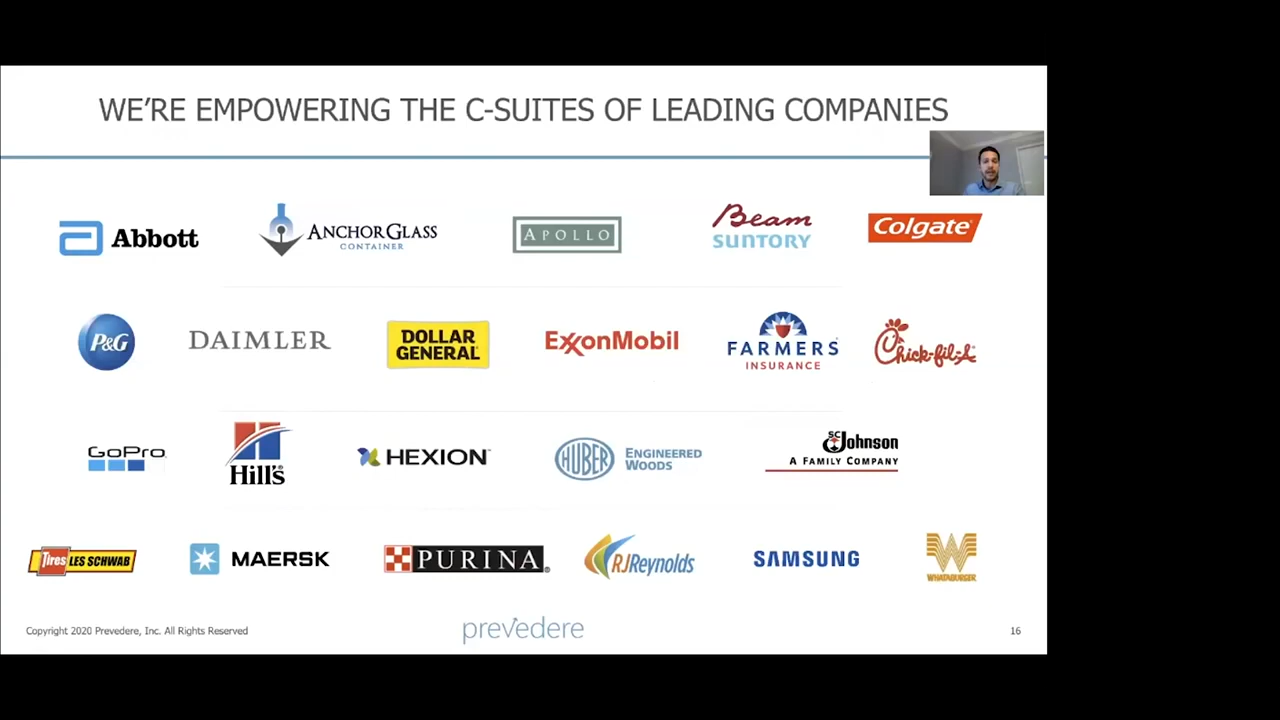 WE'RE EMPOWERING THE C-SUITES OF LEADING COMPANIES
Abbott
ANCHORGLASS
CONTAINER
APOLLO
Beam
SUNTORY
Colgate
P&G
DAIMLER
DOLLAR
GENERAL
ExxonMobil
FARMERS
INSURANCE
Chick-fil-A
GoPro
Hill's
HEXION
HUBER
ENGINEERED
WOODS
SC Johnson
A FAMILY COMPANY
Tires LES SCHWAB
MAERSK
PURINA
RJReynolds
SAMSUNG
W
WHATABURGER
Copyright 2020 Prevedere, Inc. All Rights Reserved
prevedere
16